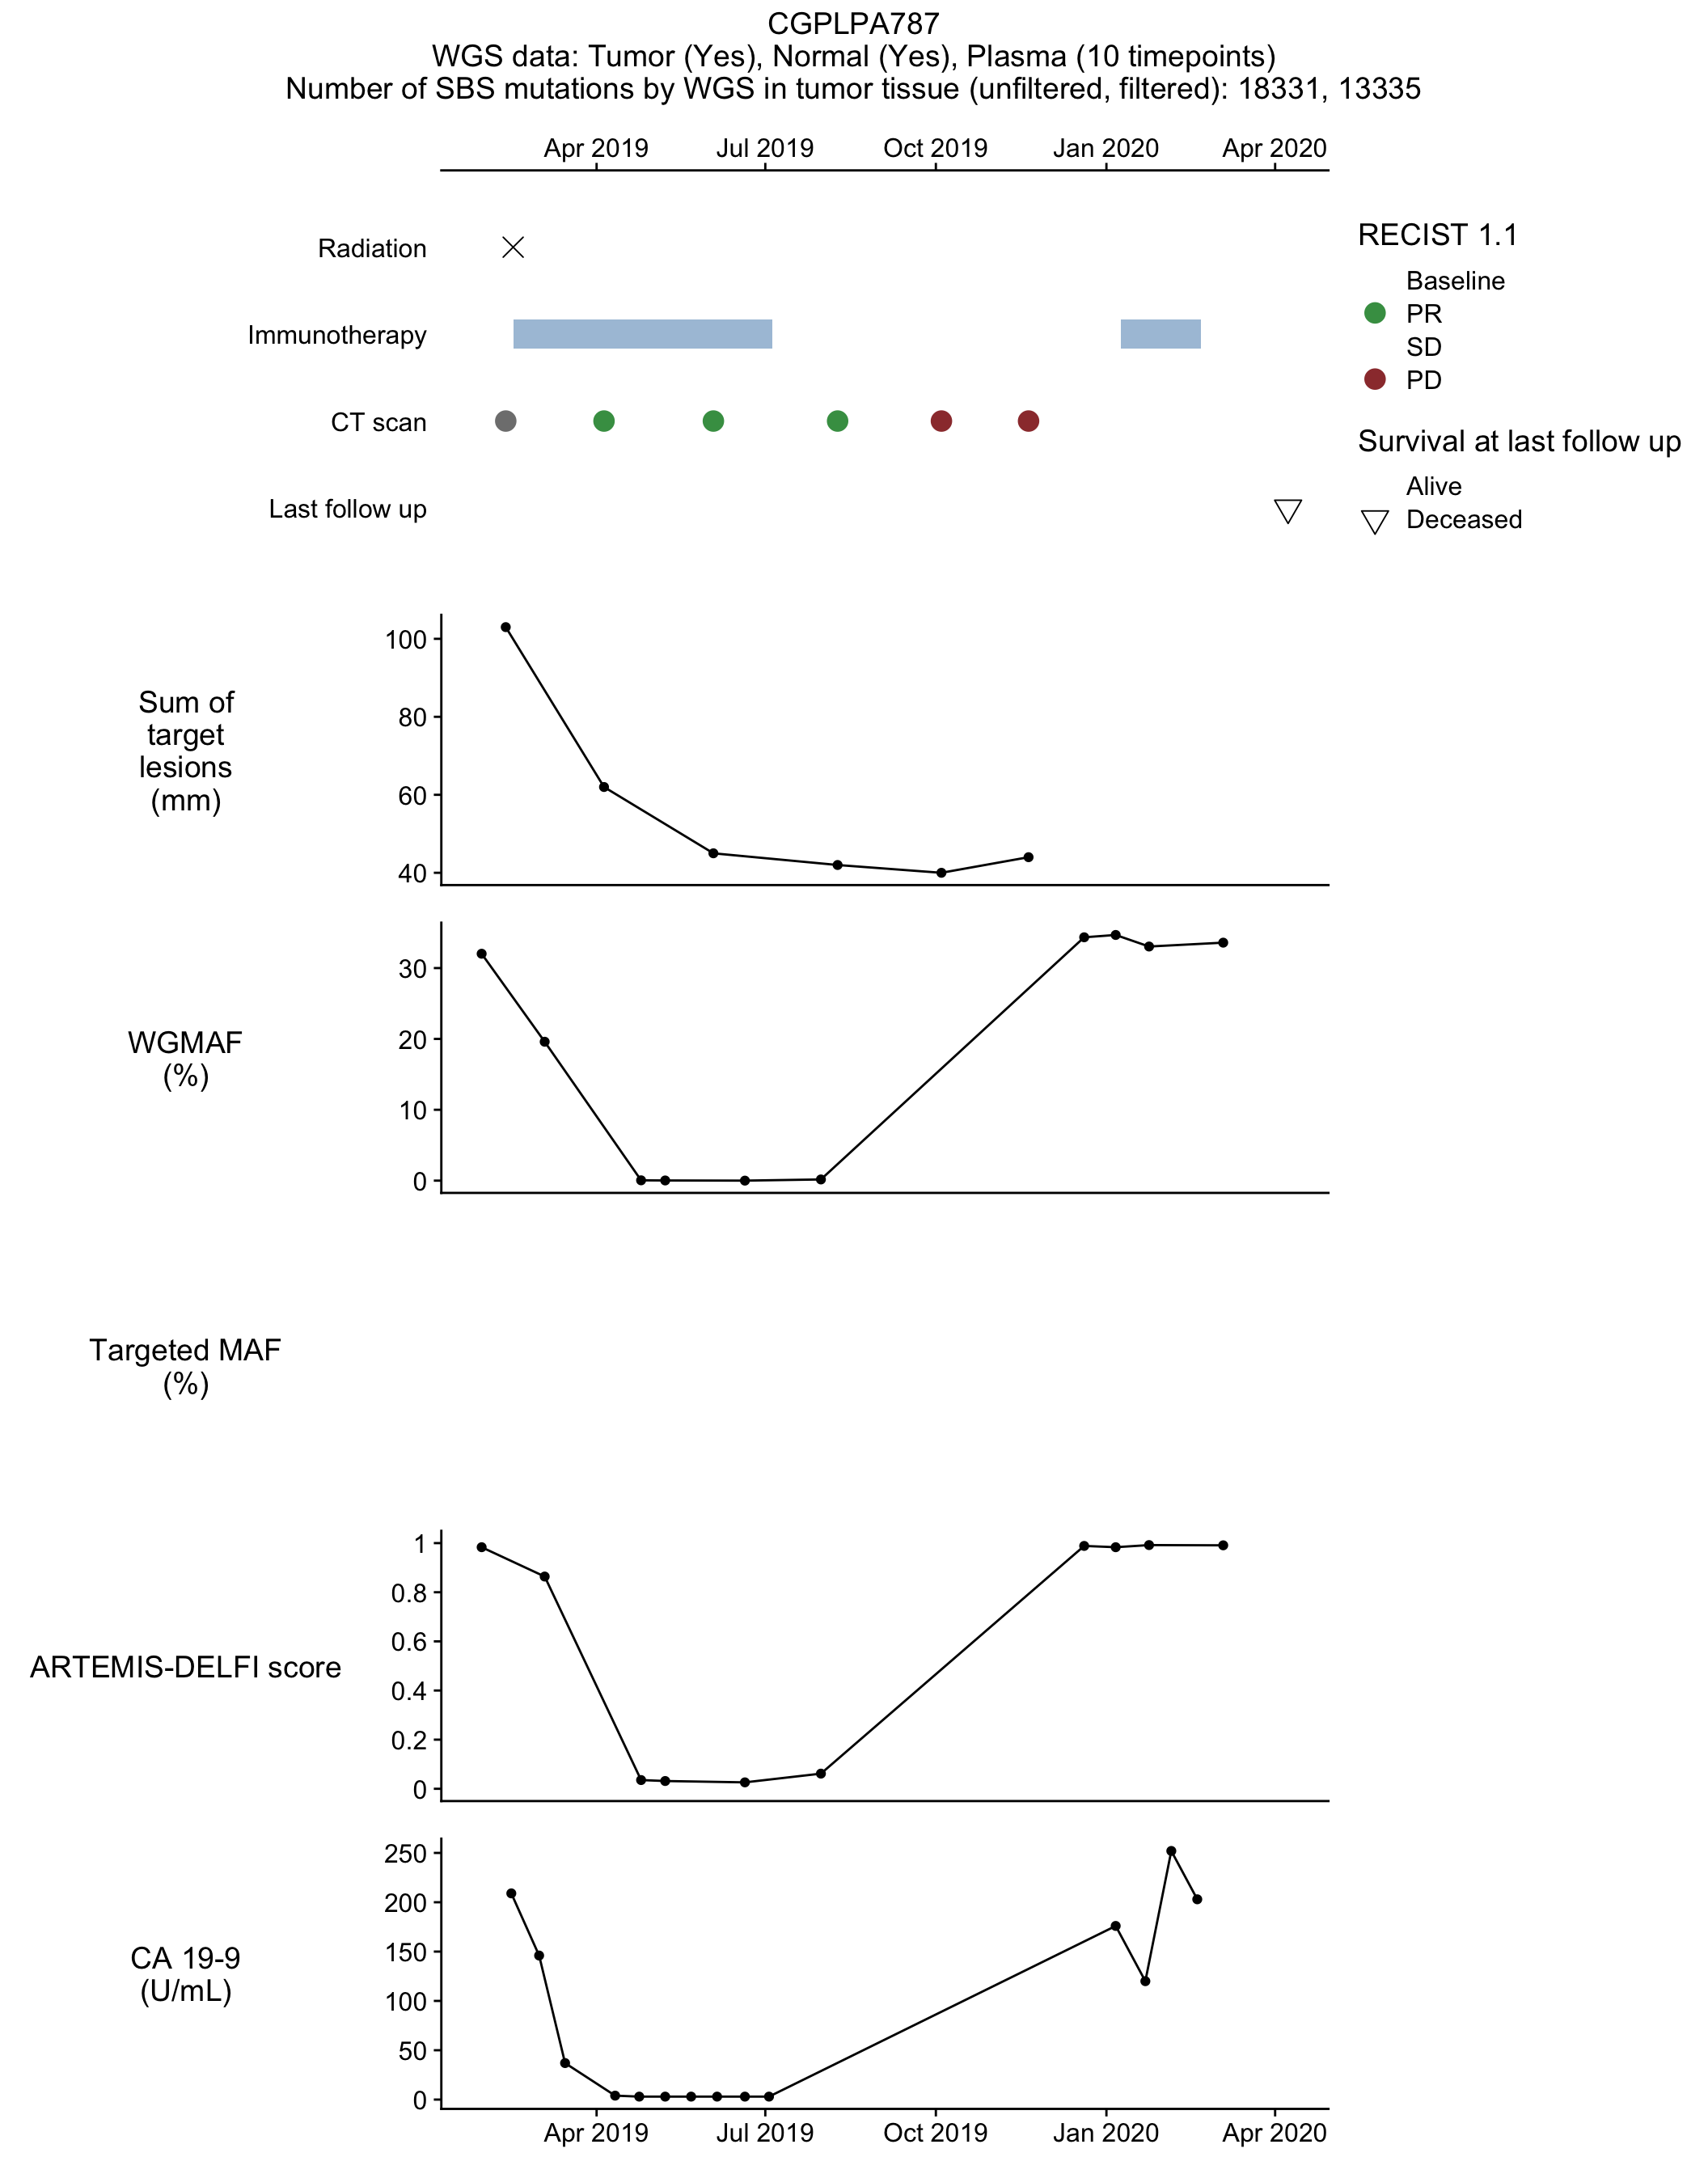 CGPLPA787
WGS data: Tumor (Yes), Normal (Yes), Plasma (10 timepoints)
Number of SBS mutations by WGS in tumor tissue (unfiltered, filtered): 18331, 13335
Apr 2019 Jul 2019 Oct 2019 Jan 2020 Apr 2020
Radiation
Immunotherapy
CT scan
Last follow up
RECIST 1.1
Baseline
PR
SD
PD
Survival at last follow up
Alive
Deceased
Sum of
target
lesions
(mm)
100
80
60
40
WGMAF
(%)
30
20
10
0
Targeted MAF
(%)
ARTEMIS-DELFI score
1
0.8
0.6
0.4
0.2
0
CA 19-9
(U/mL)
250
200
150
100
50
0
Apr 2019 Jul 2019 Oct 2019 Jan 2020 Apr 2020